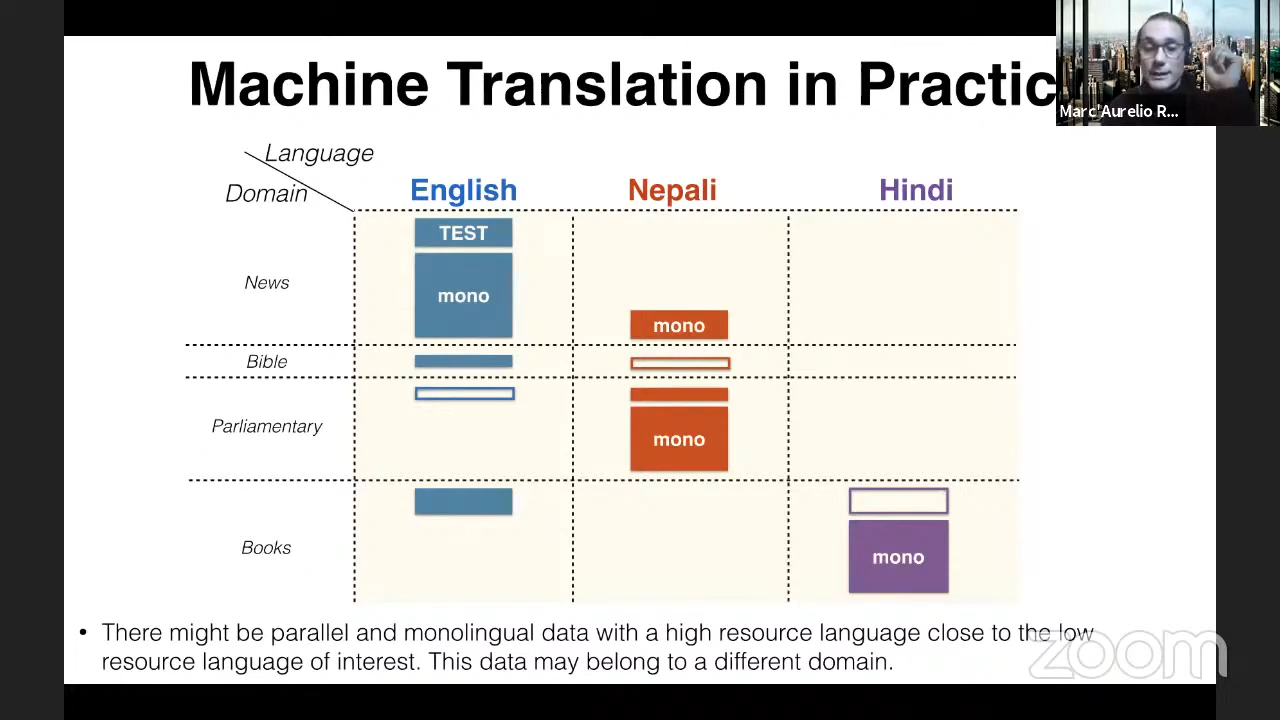 Machine Translation in Practic
Marc'Aurelio R...
Language
Domain
English
Nepali
Hindi
TEST
News
mono
mono
Bible
Parliamentary
mono
Books
mono
• There might be parallel and monolingual data with a high resource language close to the low
resource language of interest. This data may belong to a different domain.
zoom